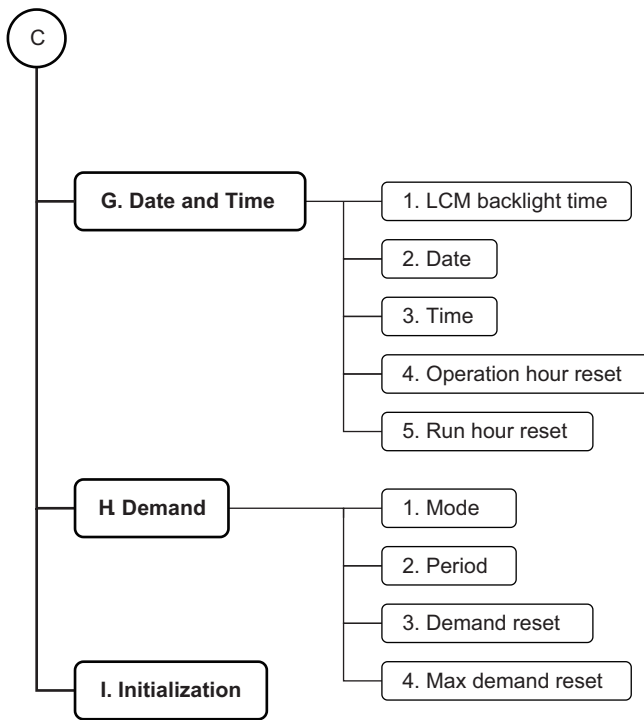 C
G. Date and Time
1. LCM backlight time
2. Date
3. Time
4. Operation hour reset
5. Run hour reset
H. Demand
1. Mode
2. Period
3. Demand reset
4. Max demand reset
I. Initialization